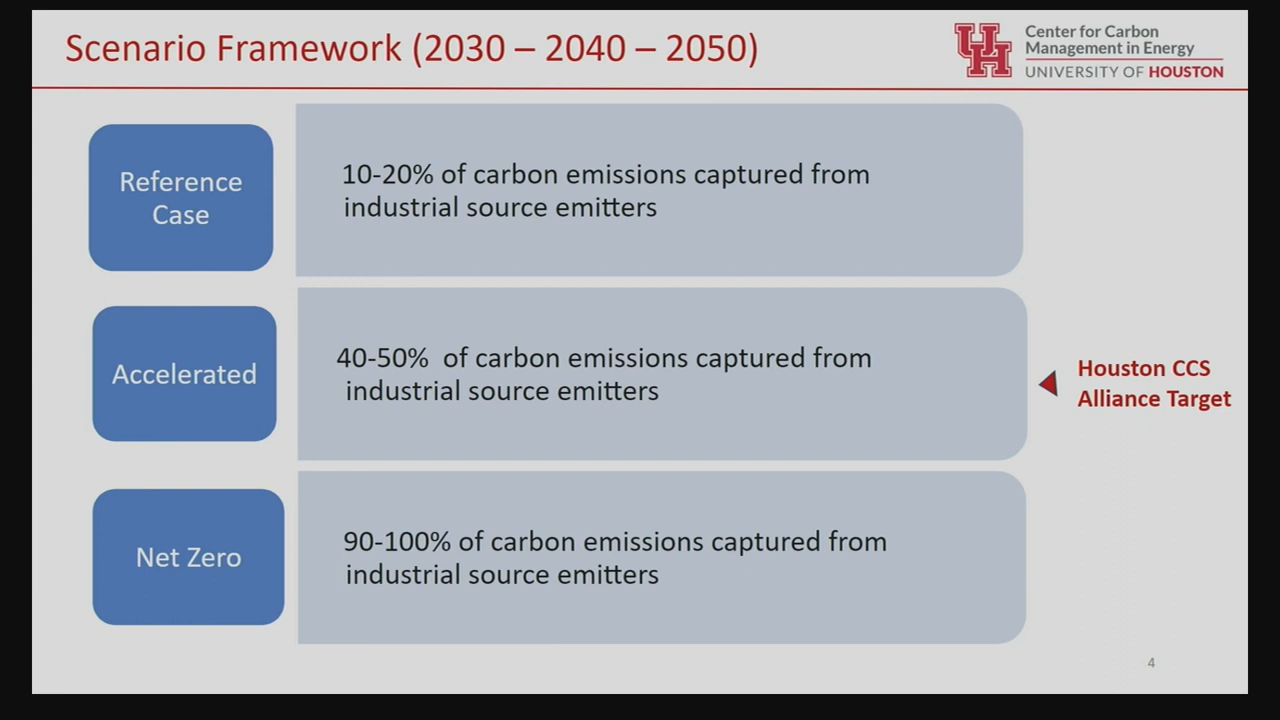 Scenario Framework (2030 – 2040 – 2050)
Center for Carbon
Management in Energy
UNIVERSITY OF HOUSTON
Reference
Case
10-20% of carbon emissions captured from
industrial source emitters
Accelerated
40-50% of carbon emissions captured from
industrial source emitters
Houston CCS
Alliance Target
Net Zero
90-100% of carbon emissions captured from
industrial source emitters
4